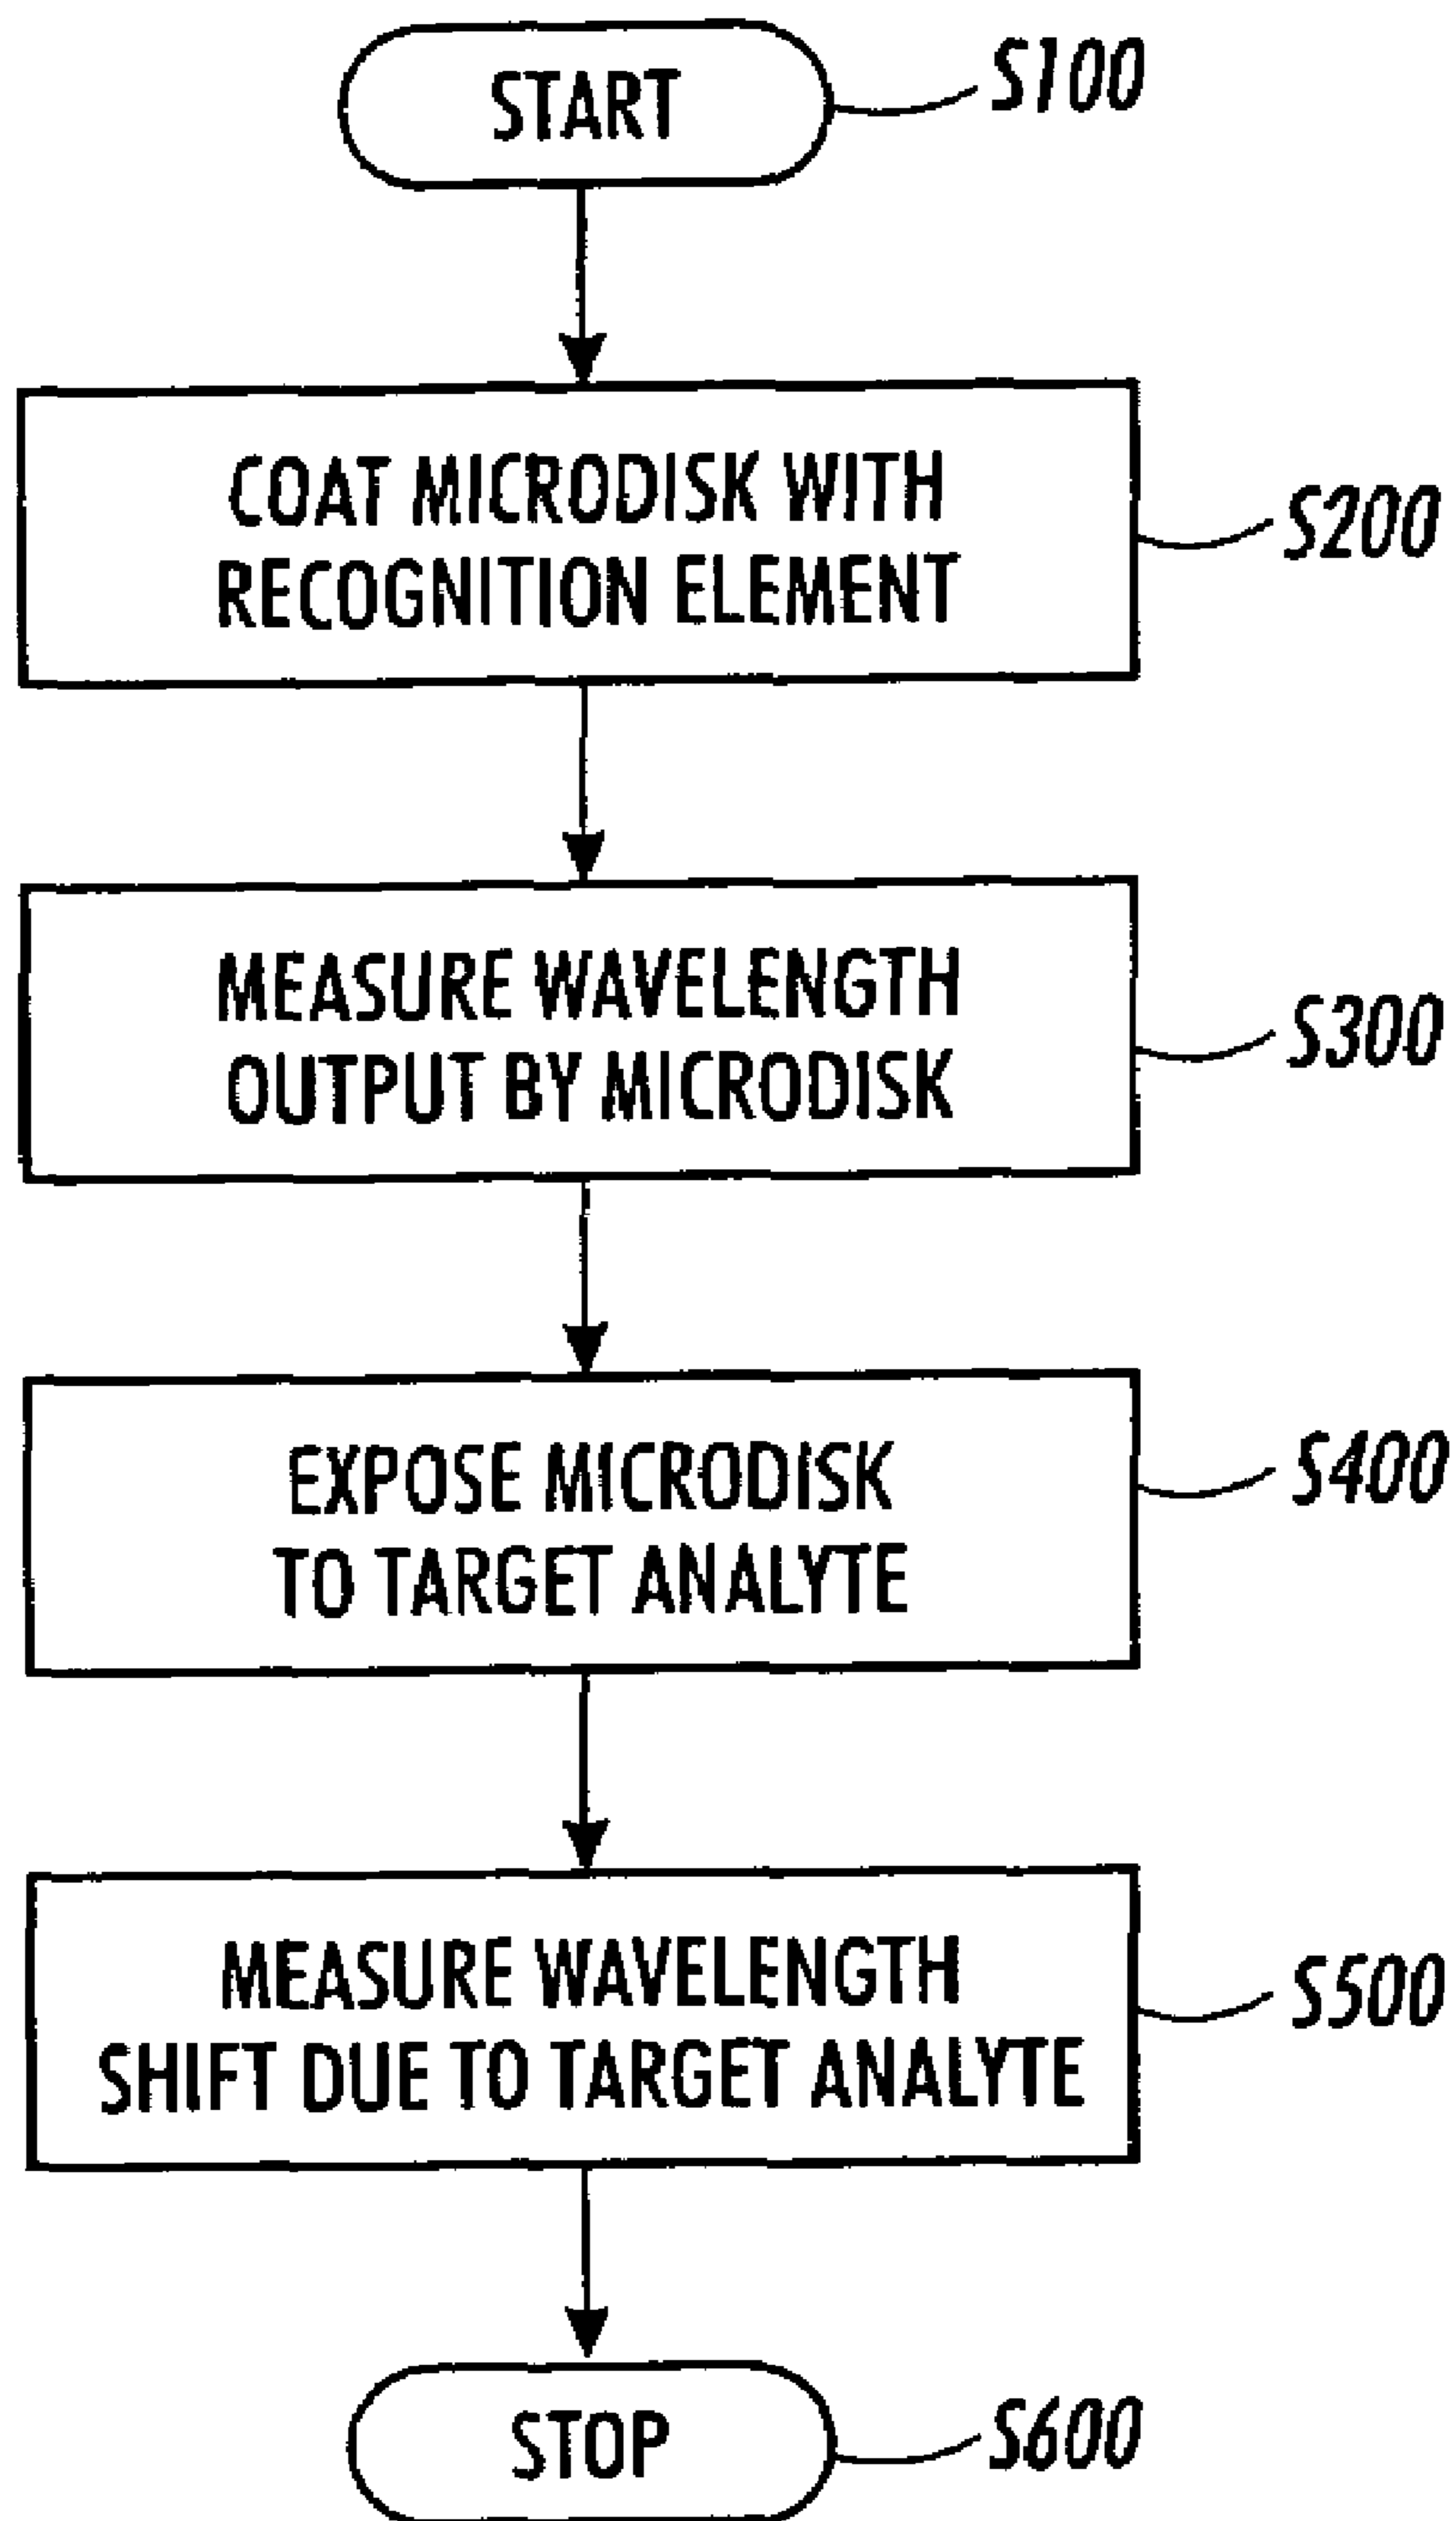 START
S100
COAT MICRODISK WITH
RECOGNITION ELEMENT
S200
MEASURE WAVELENGTH
OUTPUT BY MICRODISK
S300
EXPOSE MICRODISK
TO TARGET ANALYTE
S400
MEASURE WAVELENGTH
SHIFT DUE TO TARGET ANALYTE
S500
STOP
S600